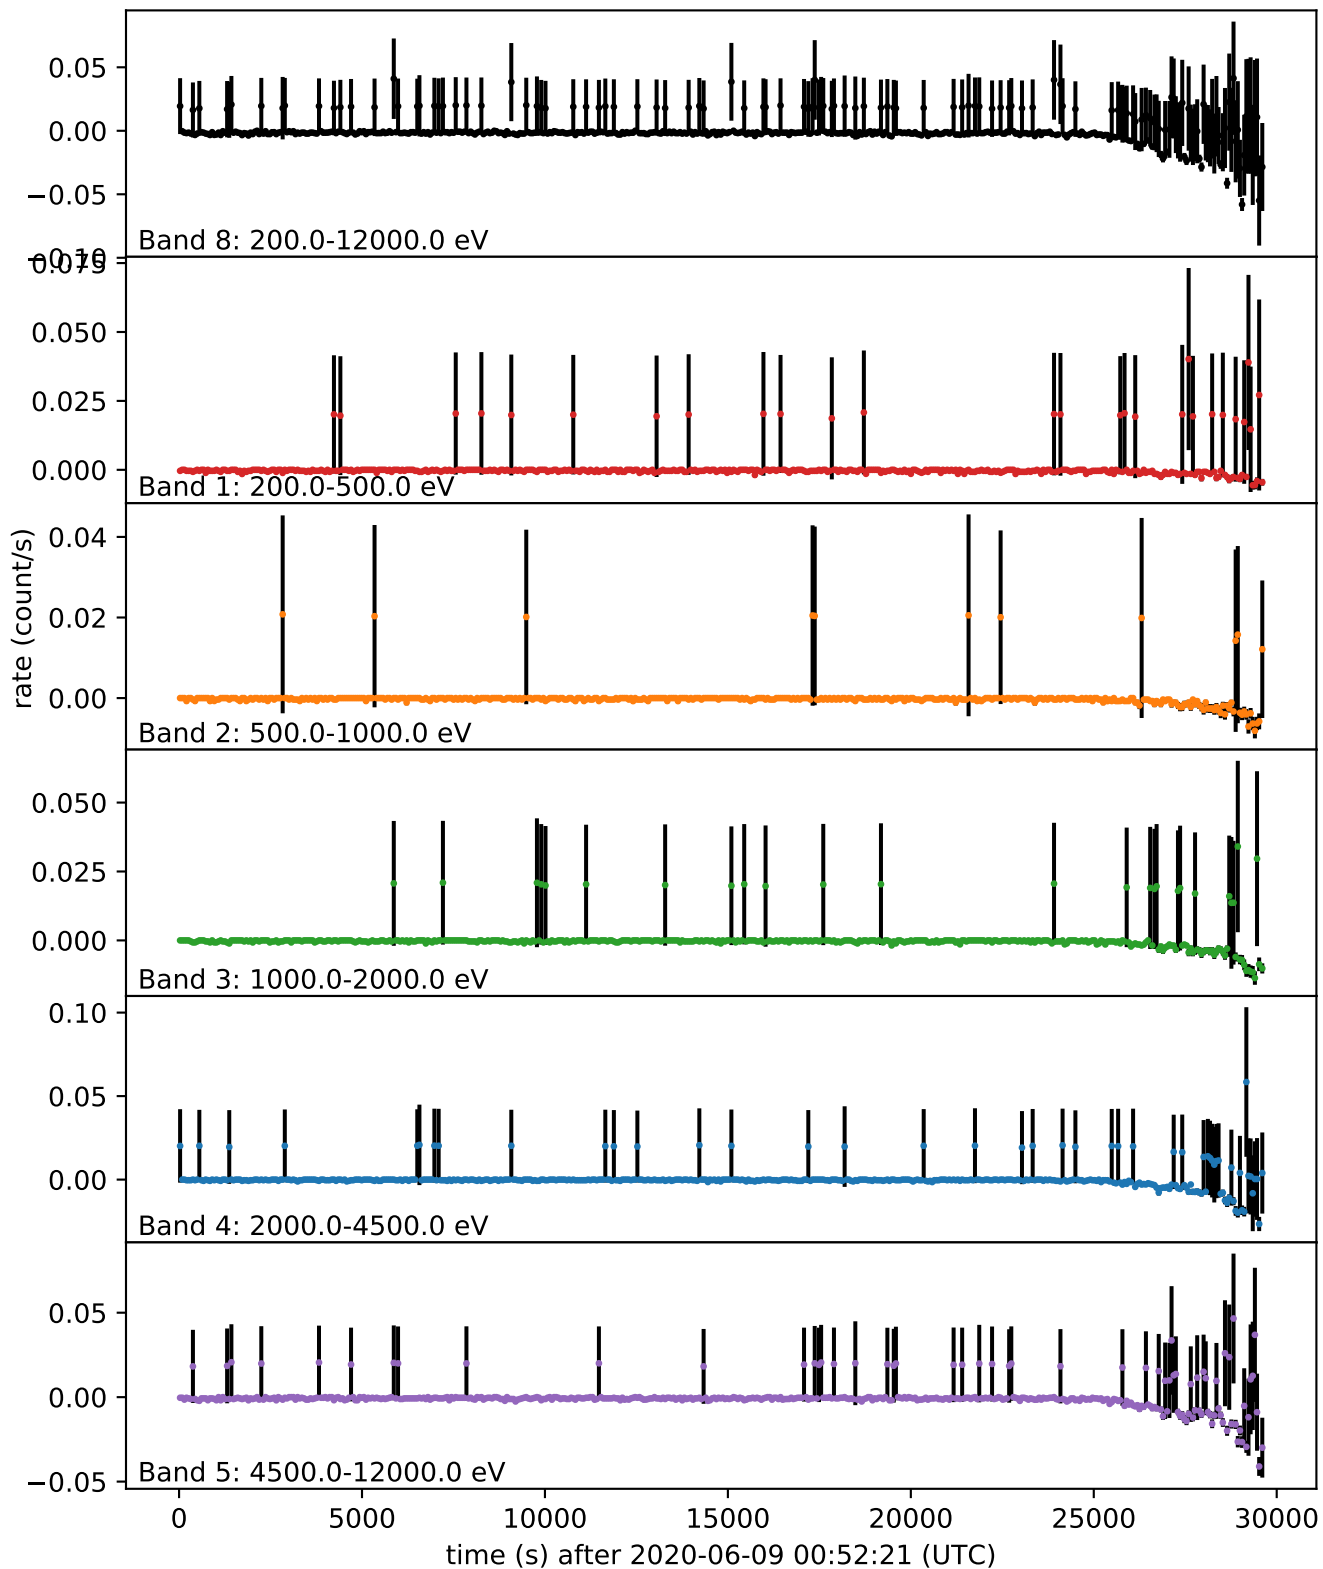 0.05
0.00
−0.05
−0.10
Band 8: 200.0-12000.0 eV
0.075
0.050
0.025
0.000
Band 1: 200.0-500.0 eV
0.04
0.02
0.00
Band 2: 500.0-1000.0 eV
rate (count/s)
0.050
0.025
0.000
Band 3: 1000.0-2000.0 eV
0.10
0.05
0.00
Band 4: 2000.0-4500.0 eV
0.05
0.00
−0.05
Band 5: 4500.0-12000.0 eV
0 5000 10000 15000 20000 25000 30000
time (s) after 2020-06-09 00:52:21 (UTC)